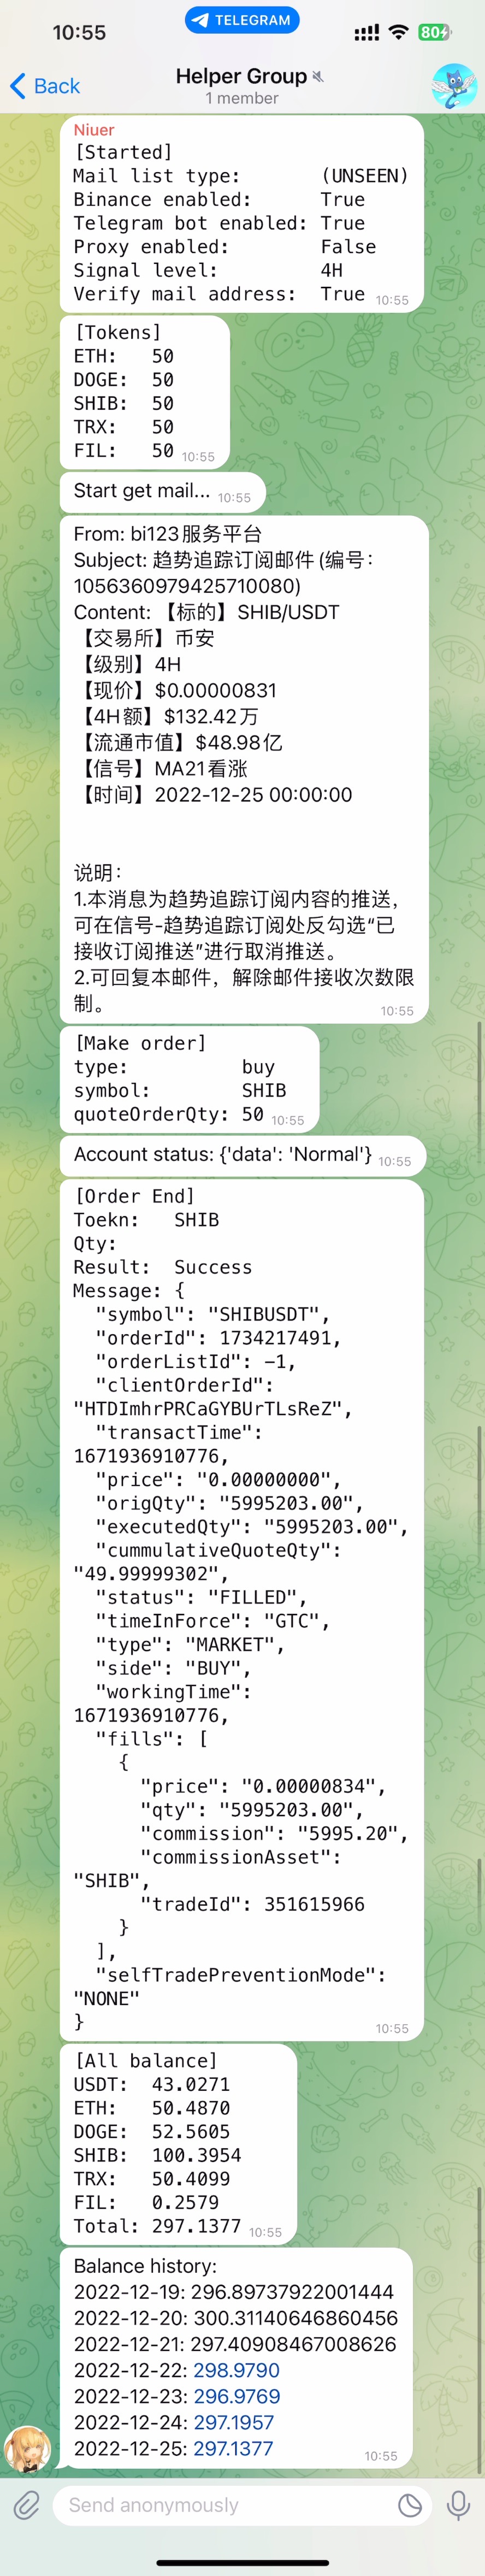 10:55
TELEGRAM
80
Back
Helper Group
1 member
Niuer
[Started]
Mail list type: (UNSEEN)
Binance enabled: True
Telegram bot enabled: True
Proxy enabled: False
Signal level: 4H
Verify mail address: True 10:55
[Tokens]
ETH: 50
DOGE: 50
SHIB: 50
TRX: 50
FIL: 50 10:55
Start get mail... 10:55
From: bi123服务平台
Subject: 趋势追踪订阅邮件(编号:
1056360979425710080)
Content: 【标的】SHIB/USDT
【交易所】币安
【级别】4H
【现价】$0.00000831
【4H额】$132.42万
【流通市值】$48.98亿
【信号】MA21看涨
【时间】2022-12-25 00:00:00
说明:
1.本消息为趋势追踪订阅内容的推送，
可在信号-趋势追踪订阅处反勾选“已
接收订阅推送”进行取消推送。
2.可回复本邮件，解除邮件接收次数限
制。 10:55
[Make order]
type: buy
symbol: SHIB
quoteOrderQty: 50 10:55
Account status: {'data': 'Normal'} 10:55
[Order End]
Toekn: SHIB
Qty:
Result: Success
Message: {
"symbol": "SHIBUSDT",
"orderId": 1734217491,
"orderListId": -1,
"clientOrderId":
"HTDImhrPRCaGYBUrTLsReZ",
"transactTime":
1671936910776,
"price": "0.00000000",
"origQty": "5995203.00",
"executedQty": "5995203.00",
"cummulativeQuoteQty":
"49.99999302",
"status": "FILLED",
"timeInForce": "GTC",
"type": "MARKET",
"side": "BUY",
"workingTime":
1671936910776,
"fills": [
{
"price": "0.00000834",
"qty": "5995203.00",
"commission": "5995.20",
"commissionAsset":
"SHIB",
"tradeId": 351615966
}
],
"selfTradePreventionMode":
"NONE"
} 10:55
[All balance]
USDT: 43.0271
ETH: 50.4870
DOGE: 52.5605
SHIB: 100.3954
TRX: 50.4099
FIL: 0.2579
Total: 297.1377 10:55
Balance history:
2022-12-19: 296.89737922001444
2022-12-20: 300.31140646860456
2022-12-21: 297.40908467008626
2022-12-22: 298.9790
2022-12-23: 296.9769
2022-12-24: 297.1957
2022-12-25: 297.1377 10:55
Send anonymously